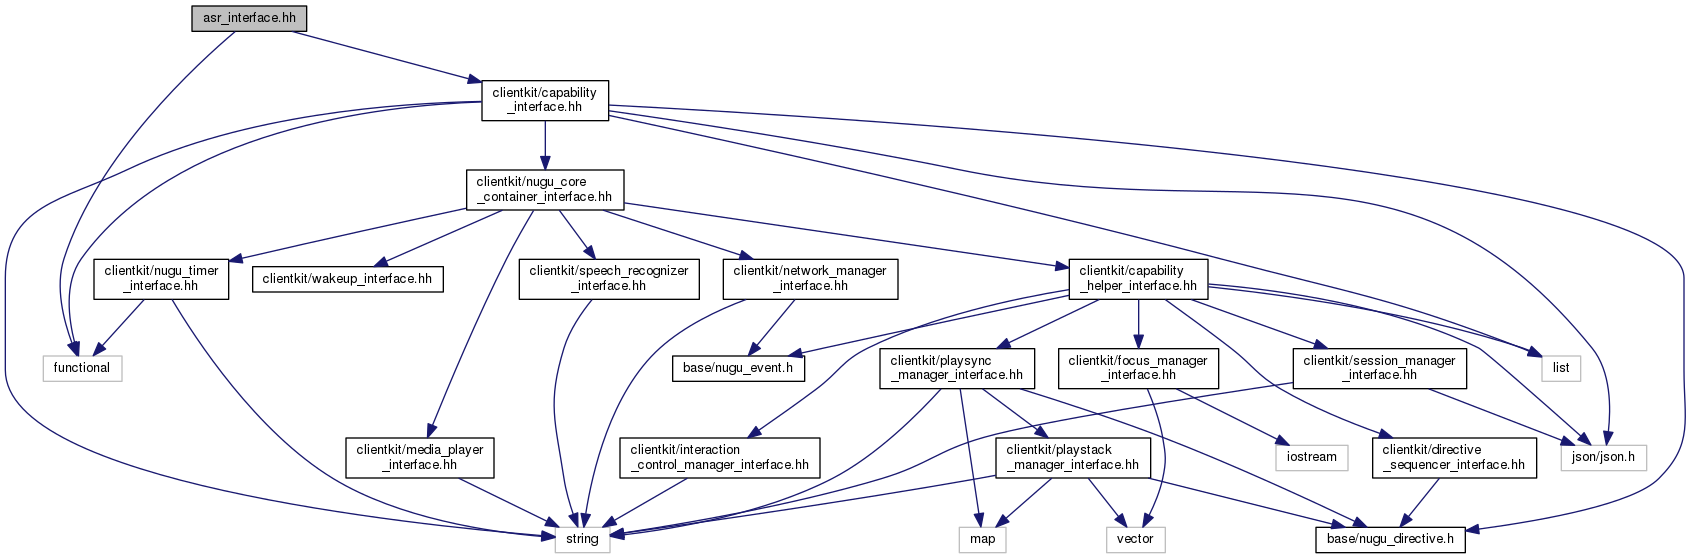 asr_interface.hh
clientkit/capability
_interface.hh
clientkit/nugu_core
_container_interface.hh
clientkit/nugu_timer
_interface.hh
clientkit/wakeup_interface.hh
clientkit/speech_recognizer
_interface.hh
clientkit/network_manager
_interface.hh
clientkit/capability
_helper_interface.hh
functional
base/nugu_event.h
clientkit/playsync
_manager_interface.hh
clientkit/focus_manager
_interface.hh
clientkit/session_manager
_interface.hh
list
clientkit/media_player
_interface.hh
clientkit/interaction
_control_manager_interface.hh
clientkit/playstack
_manager_interface.hh
iostream
clientkit/directive
_sequencer_interface.hh
json/json.h
string
map
vector
base/nugu_directive.h